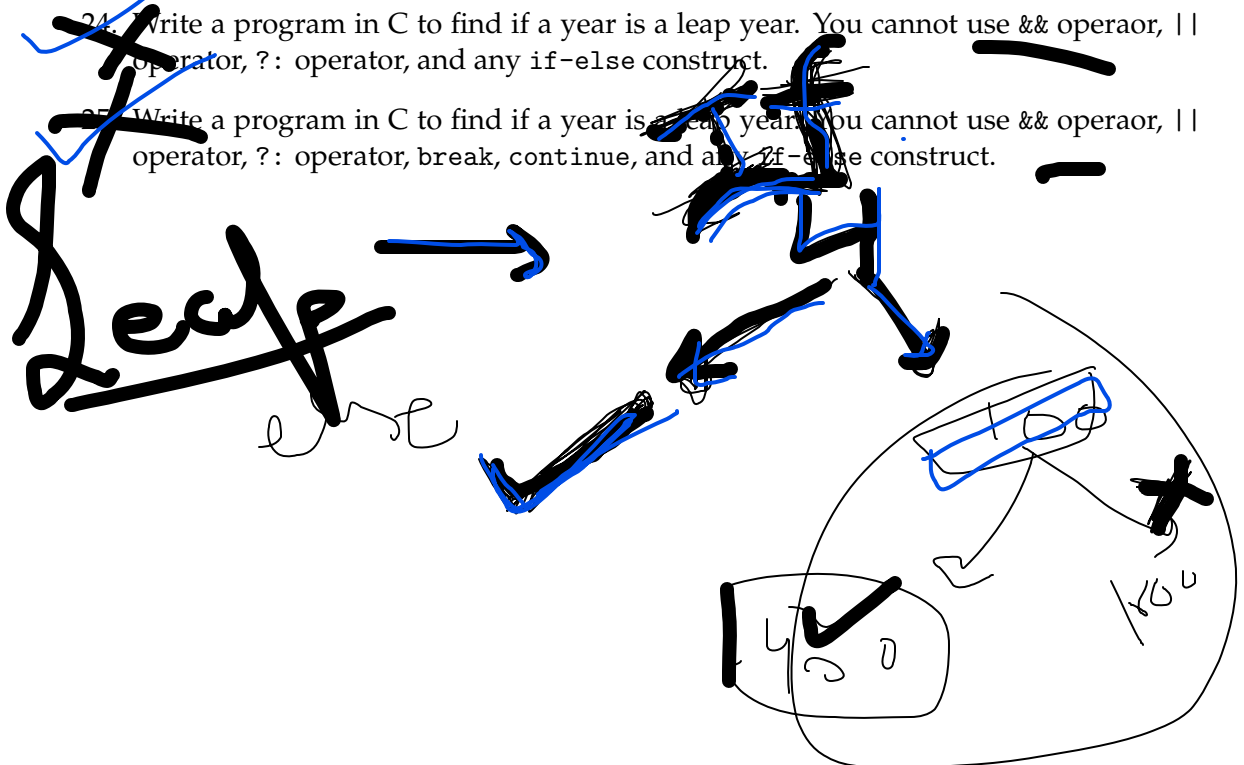 24. Write a program in C to find if a year is a leap year. You cannot use && operaor, ||
operator, ?: operator, and any if-else construct.
25. Write a program in C to find if a year is a leap year. You cannot use && operaor, ||
operator, ?: operator, break, continue, and any if-else construct.
Leap
4
else
100
400